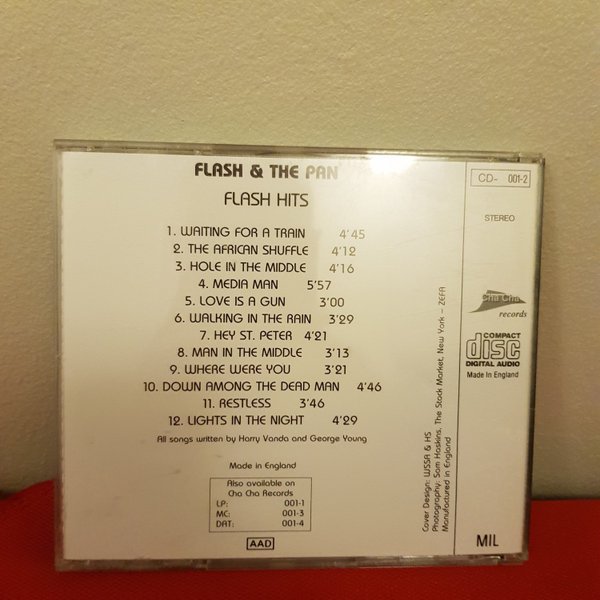 FLASH & THE PAN
FLASH HITS
1. WAITING FOR A TRAIN 4'45
2. THE AFRICAN SHUFFLE 4'12
3. HOLE IN THE MIDDLE 4'16
4. MEDIA MAN 5'57
5. LOVE IS A GUN 3'00
6. WALKING IN THE RAIN 3'29
7. HEY ST. PETER 4'21
8. MAN IN THE MIDDLE 3'13
9. WHERE WERE YOU 3'21
10. DOWN AMONG THE DEAD MAN 4'46
11. RESTLESS 3'46
12. LIGHTS IN THE NIGHT 4'29
All songs written by Harry Vanda and George Young
Made in England
Also available on
Cha Cha Records
LP: 001-1
MC: 001-3
DAT: 001-4
AAD
Cover Design: WSSA & HS
Photography: Sam Haskins, The Stock Market, New York - ZEFA
Manufactured in England
CD- 001-2
STEREO
Cha Cha
records
COMPACT
disc
DIGITAL AUDIO
Made In England
MIL